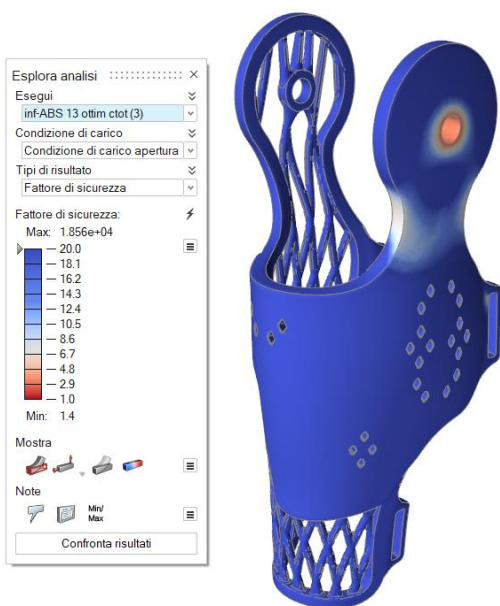 Esplora analisi
Esegui
inf-ABS 13 ottim ctot (3)
Condizione di carico
Condizione di carico apertura
Tipi di risultato
Fattore di sicurezza
Fattore di sicurezza:
Max: 1.856e+04
20.0
18.1
16.2
14.3
12.4
10.5
8.6
6.7
4.8
2.9
1.0
Min: 1.4
Mostra
Note
Min/
Max
Confronta risultati